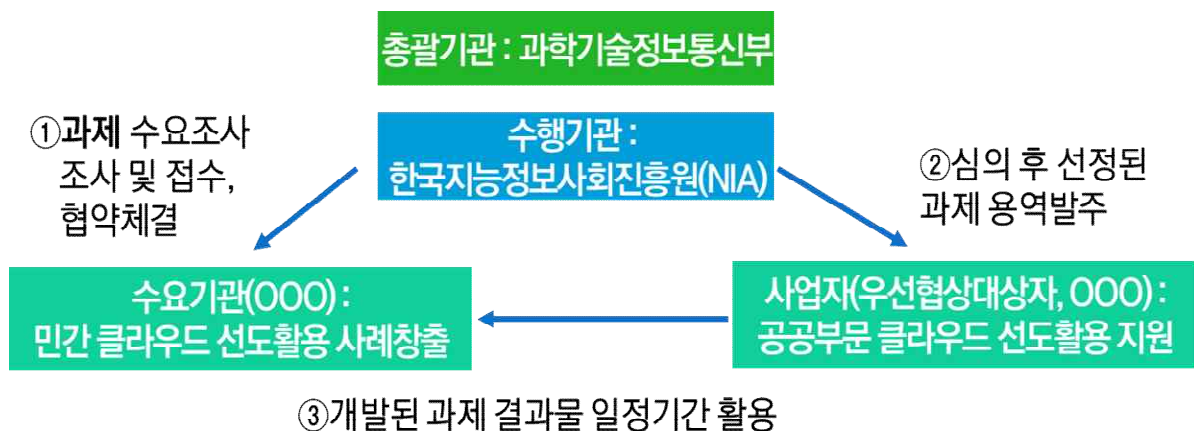 총괄기관 : 과학기술정보통신부
①과제 수요조사
조사 및 접수,
협약체결
수행기관 :
한국지능정보사회진흥원(NIA)
②심의 후 선정된
과제 용역발주
수요기관(OOO) :
민간 클라우드 선도활용 사례창출
사업자(우선협상대상자, OOO) :
공공부문 클라우드 선도활용 지원
③개발된 과제 결과물 일정기간 활용